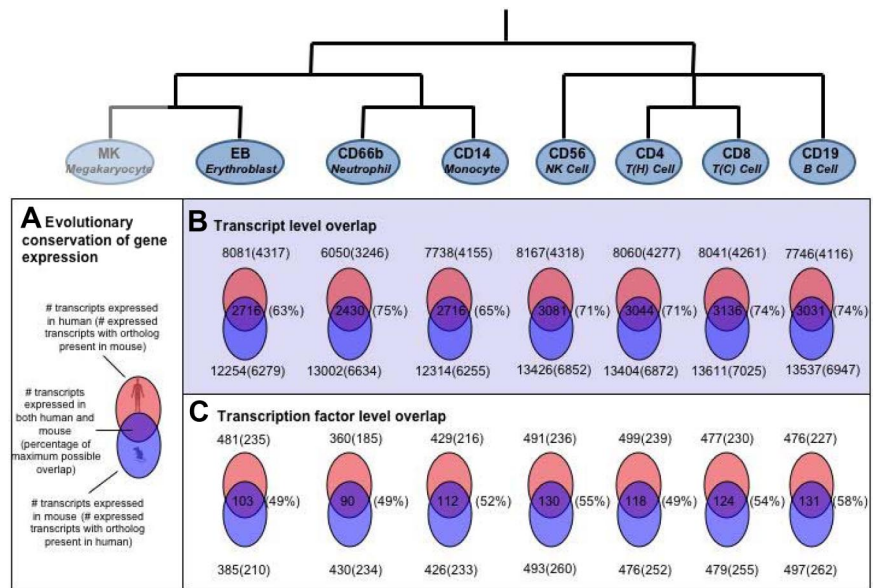 MK
Megakaryocyte
EB
Erythroblast
CD66b
Neutrophil
CD14
Monocyte
CD56
NK Cell
CD4
T(H) Cell
CD8
T(C) Cell
CD19
B Cell
A Evolutionary
conservation of gene
expression
# transcripts expressed
in human (# expressed
transcripts with ortholog
present in mouse)
# transcripts
expressed in
both human and
mouse
(percentage of
maximum possible
overlap)
# transcripts expressed
in mouse (# expressed
transcripts with ortholog
present in human)
B Transcript level overlap
8081(4317) 6050(3246) 7738(4155) 8167(4318) 8060(4277) 8041(4261) 7746(4116)
2716 (63%) 2430 (75%) 2716 (65%) 3081 (71%) 3044 (71%) 3136 (74%) 3031 (74%)
12254(6279) 13002(6634) 12314(6255) 13426(6852) 13404(6872) 13611(7025) 13537(6947)
C Transcription factor level overlap
481(235) 360(185) 429(216) 491(236) 499(239) 477(230) 476(227)
103 (49%) 90 (49%) 112 (52%) 130 (55%) 118 (49%) 124 (54%) 131 (58%)
385(210) 430(234) 426(233) 493(260) 476(252) 479(255) 497(262)